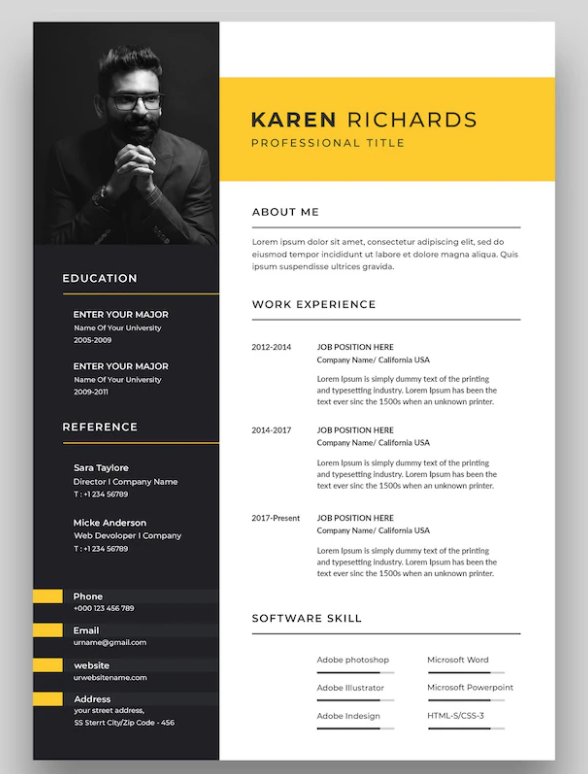 KAREN RICHARDS
PROFESSIONAL TITLE
ABOUT ME
Lorem ipsum dolor sit amet, consectetur adipiscing elit, sed do
eiusmod tempor incididunt ut labore et dolore magna aliqua. Quis
ipsum suspendisse ultrices gravida.
WORK EXPERIENCE
2012-2014 JOB POSITION HERE
Company Name/ California USA
Lorem Ipsum is simply dummy text of the printing
and typesetting industry. Lorem Ipsum has been the
text ever sinc the 1500s when an unknown printer.
2014-2017 JOB POSITION HERE
Company Name/ California USA
Lorem Ipsum is simply dummy text of the printing
and typesetting industry. Lorem Ipsum has been the
text ever sinc the 1500s when an unknown printer.
2017-Present JOB POSITION HERE
Company Name/ California USA
Lorem Ipsum is simply dummy text of the printing
and typesetting industry. Lorem Ipsum has been the
text ever sinc the 1500s when an unknown printer.
SOFTWARE SKILL
Adobe photoshop Microsoft Word
Adobe Illustrator Microsoft Powerpoint
Adobe Indesign HTML-5/CSS-3
EDUCATION
ENTER YOUR MAJOR
Name Of Your University
2005-2009
ENTER YOUR MAJOR
Name Of Your University
2009-2011
REFERENCE
Sara Taylore
Director I Company Name
T : +1 234 56789
Micke Anderson
Web Devoloper I Company
T : +1 234 56789
Phone
+000 123 456 789
Email
urname@gmail.com
website
urwebsitename.com
Address
your street address,
SS Sterrt City/Zip Code - 456